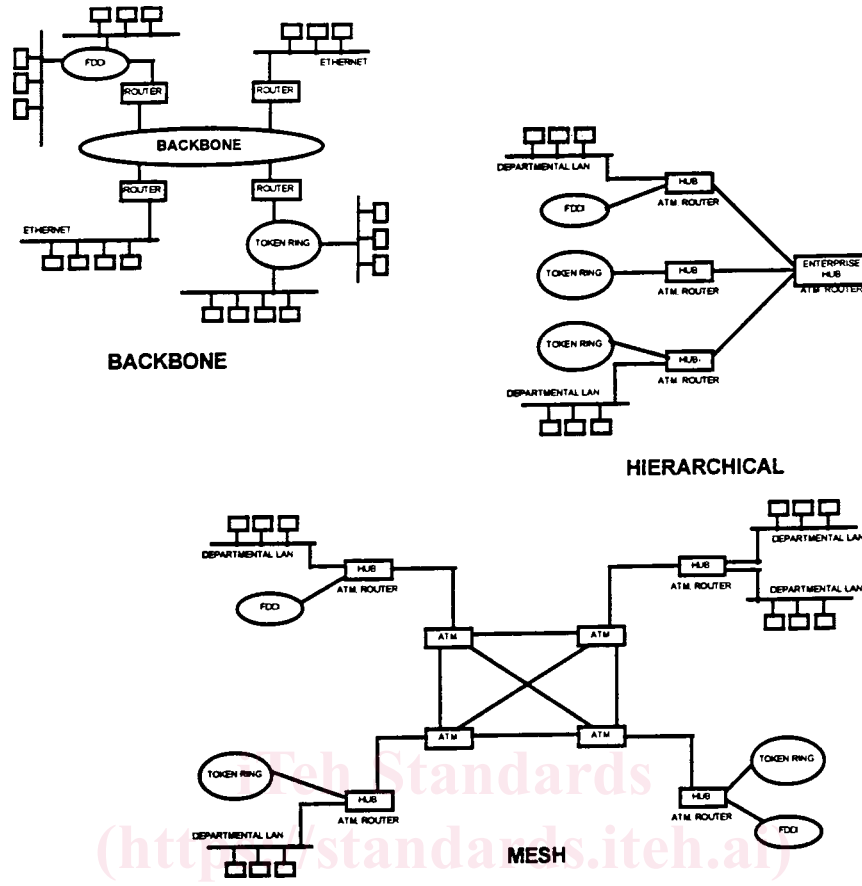 FDDI
ROUTER
ROUTER
ETHERNET
BACKBONE
ROUTER
ROUTER
ETHERNET
TOKEN RING
BACKBONE
DEPARTMENTAL LAN
HUB
ATM. ROUTER
FDDI
TOKEN RING
HUB
ATM. ROUTER
ENTERPRISE
HUB
ATM. ROUTER
TOKEN RING
HUB
ATM. ROUTER
DEPARTMENTAL LAN
HIERARCHICAL
DEPARTMENTAL LAN
HUB
ATM. ROUTER
FDDI
HUB
ATM. ROUTER
DEPARTMENTAL LAN
DEPARTMENTAL LAN
ATM
ATM
ATM
ATM
TOKEN RING
HUB
ATM. ROUTER
DEPARTMENTAL LAN
HUB
ATM. ROUTER
TOKEN RING
FDDI
MESH
iTeh Standards
(https://standards.iteh.ai)